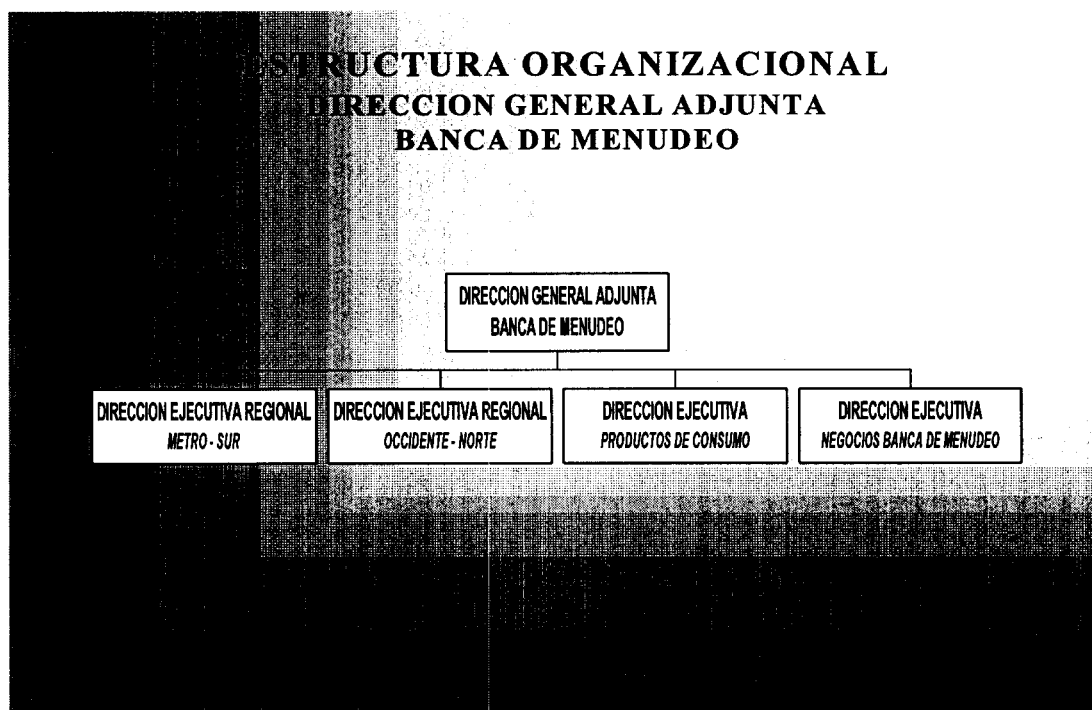 ESTRUCTURA ORGANIZACIONAL
DIRECCION GENERAL ADJUNTA
BANCA DE MENUDEO
DIRECCION GENERAL ADJUNTA
BANCA DE MENUDEO
DIRECCION EJECUTIVA REGIONAL
METRO - SUR
DIRECCION EJECUTIVA REGIONAL
OCCIDENTE - NORTE
DIRECCION EJECUTIVA
PRODUCTOS DE CONSUMO
DIRECCION EJECUTIVA
NEGOCIOS BANCA DE MENUDEO